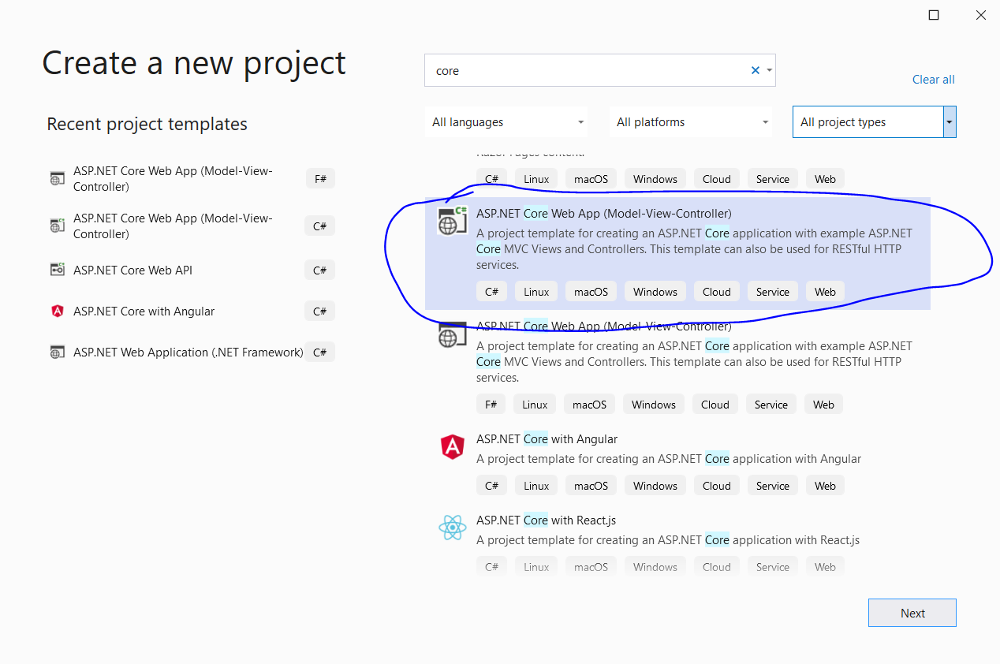 Create a new project
core
Clear all
Recent project templates
All languages
All platforms
All project types
ASP.NET Core Web App (Model-View-
Controller)
F#
ASP.NET Core Web App (Model-View-
Controller)
C#
ASP.NET Core Web API
C#
ASP.NET Core with Angular
C#
ASP.NET Web Application (.NET Framework)
C#
Razor Pages content.
C# Linux macOS Windows Cloud Service Web
C#
ASP.NET Core Web App (Model-View-Controller)
A project template for creating an ASP.NET Core application with example ASP.NET
Core MVC Views and Controllers. This template can also be used for RESTful HTTP
services.
C# Linux macOS Windows Cloud Service Web
ASP.NET Core Web App (Model-View-Controller)
A project template for creating an ASP.NET Core application with example ASP.NET
Core MVC Views and Controllers. This template can also be used for RESTful HTTP
services.
F# Linux macOS Windows Cloud Service Web
ASP.NET Core with Angular
A project template for creating an ASP.NET Core application with Angular
C# Linux macOS Windows Cloud Service Web
ASP.NET Core with React.js
A project template for creating an ASP.NET Core application with React.js
C# Linux macOS Windows Cloud Service Web
Next